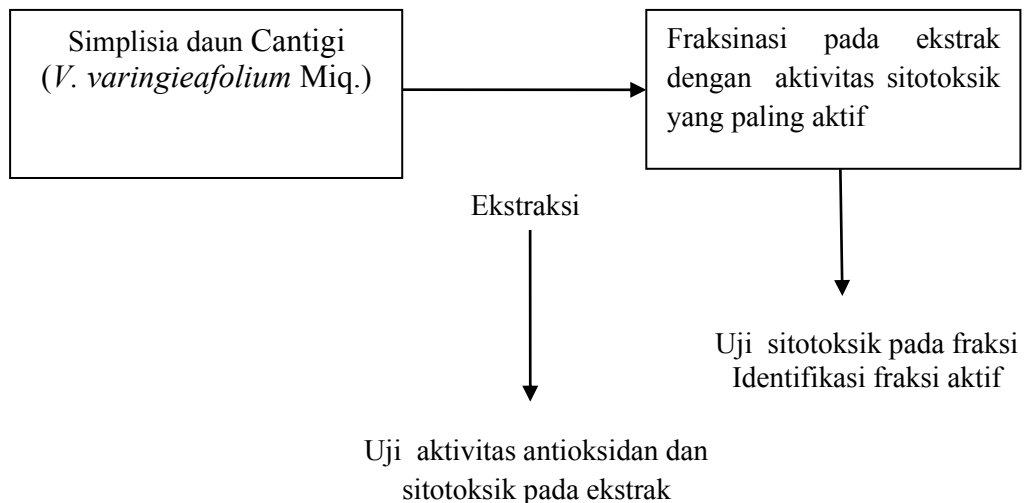 Simplisia daun Cantigi
(V. varingieafolium Miq.)
Fraksinasi pada ekstrak
dengan aktivitas sitotoksik
yang paling aktif
Ekstraksi
Uji sitotoksik pada fraksi
Identifikasi fraksi aktif
Uji aktivitas antioksidan dan
sitotoksik pada ekstrak